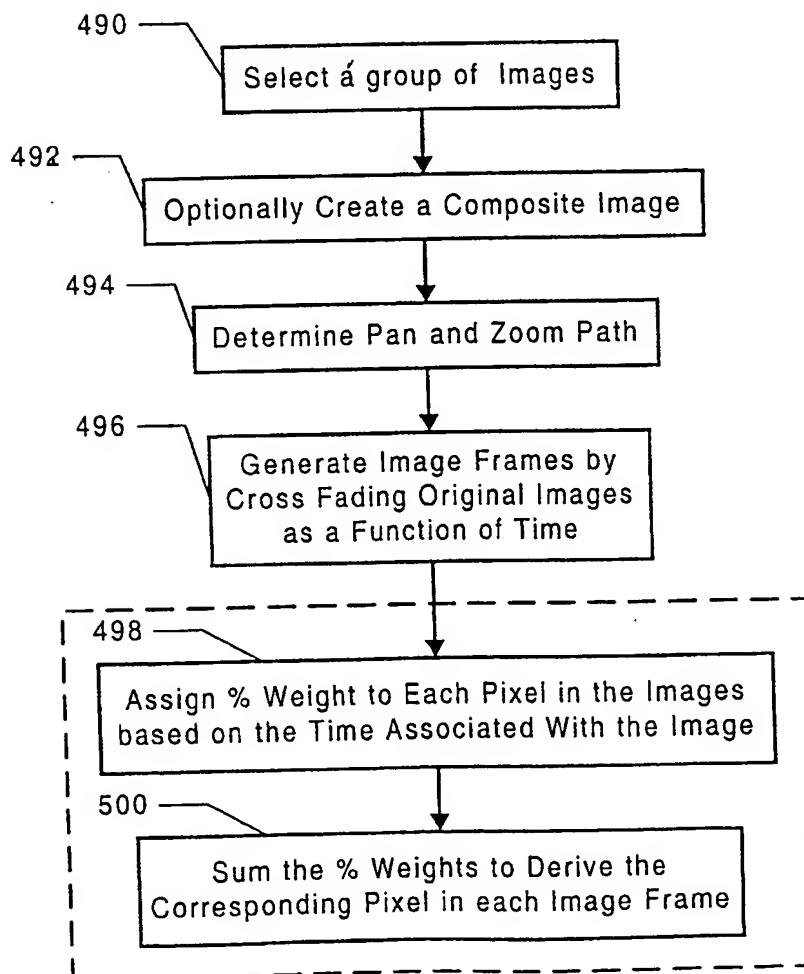 490
Select á group of Images
492
Optionally Create a Composite Image
494
Determine Pan and Zoom Path
496
Generate Image Frames by
Cross Fading Original Images
as a Function of Time
498
Assign % Weight to Each Pixel in the Images
based on the Time Associated With the Image
500
Sum the % Weights to Derive the
Corresponding Pixel in each Image Frame